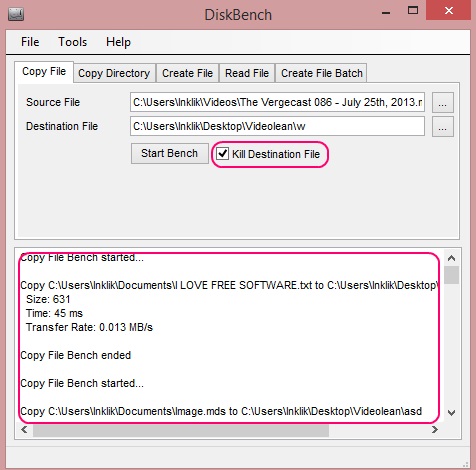 DiskBench
File Tools Help
Copy File Copy Directory Create File Read File Create File Batch
Source File C:\Users\Inklik\Videos\The Vergecast 086 - July 25th, 2013.m ...
Destination File C:\Users\Inklik\Desktop\Videolean\w ...
Start Bench Kill Destination File
Copy File Bench started...
Copy C:\Users\Inklik\Documents\I LOVE FREE SOFTWARE.txt to C:\Users\Inklik\Desktop\
Size: 631
Time: 45 ms
Transfer Rate: 0.013 MB/s
Copy File Bench ended
Copy File Bench started...
Copy C:\Users\Inklik\Documents\Image.mds to C:\Users\Inklik\Desktop\Videolean\asd